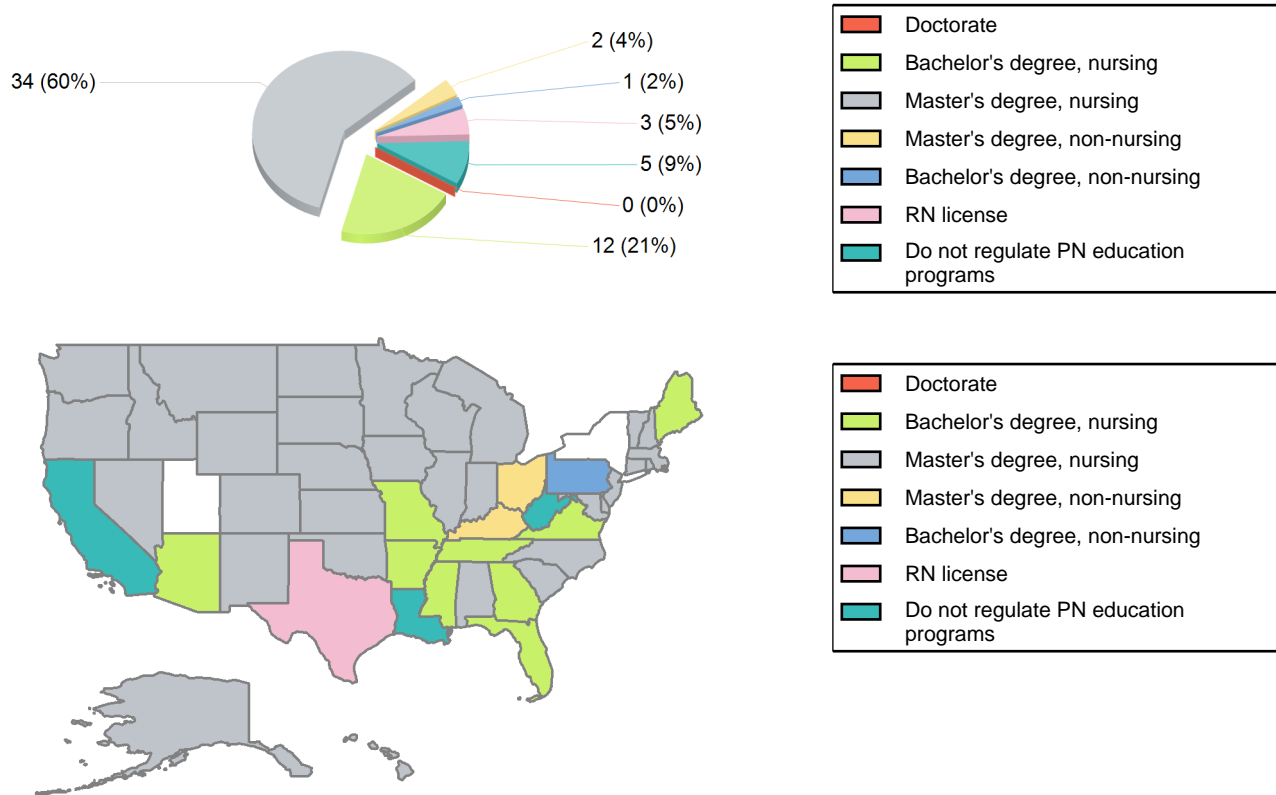 34 (60%)
2 (4%)
1 (2%)
3 (5%)
5 (9%)
0 (0%)
12 (21%)
Doctorate
Bachelor's degree, nursing
Master's degree, nursing
Master's degree, non-nursing
Bachelor's degree, non-nursing
RN license
Do not regulate PN education
programs
Doctorate
Bachelor's degree, nursing
Master's degree, nursing
Master's degree, non-nursing
Bachelor's degree, non-nursing
RN license
Do not regulate PN education
programs